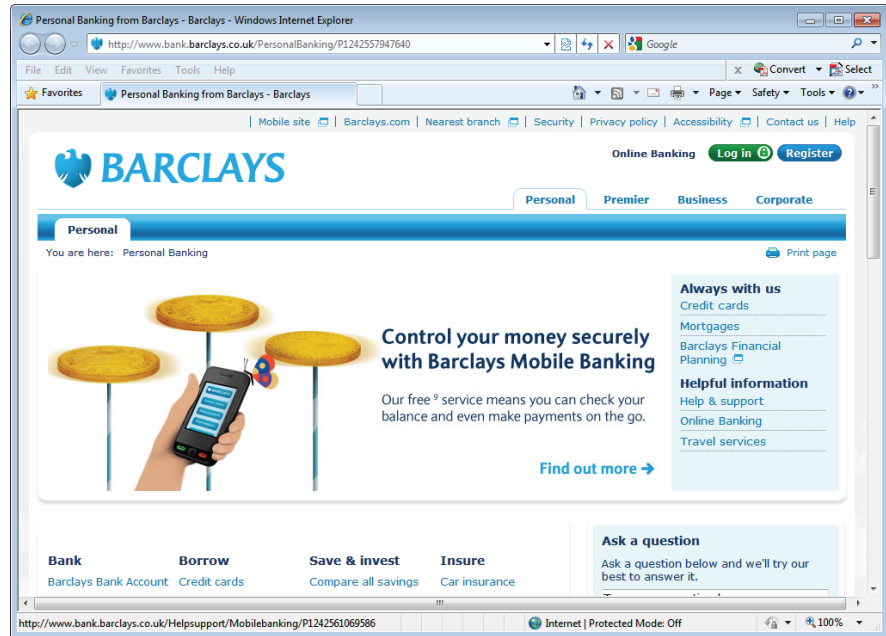 Personal Banking from Barclays - Barclays - Windows Internet Explorer
http://www.bank.barclays.co.uk/PersonalBanking/P1242557947640
Google
File Edit View Favorites Tools Help
x Convert Select
Favorites Personal Banking from Barclays - Barclays
Page Safety Tools
| Mobile site | Barclays.com | Nearest branch | Security | Privacy policy | Accessibility | Contact us | Help
BARCLAYS
Online Banking Log in Register
Personal Premier Business Corporate
Personal
You are here: Personal Banking
Print page
Control your money securely
with Barclays Mobile Banking
Our free 9 service means you can check your
balance and even make payments on the go.
Find out more →
Always with us
Credit cards
Mortgages
Barclays Financial
Planning
Helpful information
Help & support
Online Banking
Travel services
Bank
Barclays Bank Account
Borrow
Credit cards
Save & invest
Compare all savings
Insure
Car insurance
Ask a question
Ask a question below and we'll try our
best to answer it.
http://www.bank.barclays.co.uk/Helpsupport/Mobilebanking/P1242561069586
Internet | Protected Mode: Off
100%